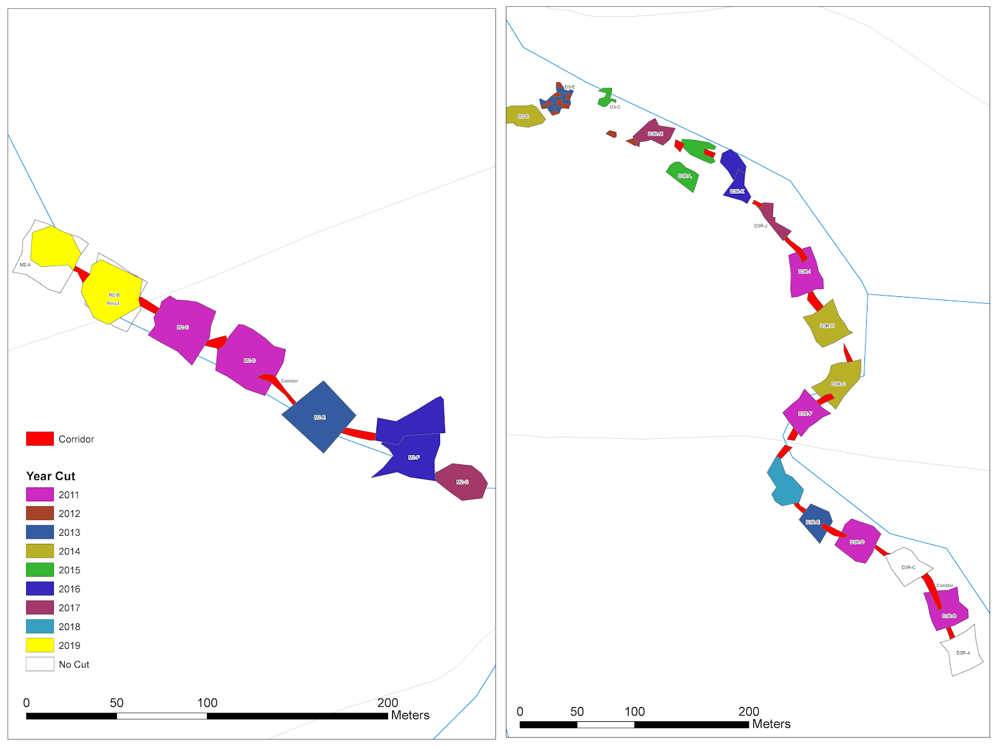 M2-A
M2-B
Recut
M2-C
M2-D
Corridor
M2-E
M2-F
M2-G
Corridor
Year Cut
2011
2012
2013
2014
2015
2016
2017
2018
2019
No Cut
0 50 100 200
Meters
D3-E
D3-C
D3-D
D3R-M
D3R-L
D3R-K
D3R-J
D3R-I
D3R-H
D3R-G
D3R-F
D3R-E
D3R-D
D3R-C
Corridor
D3R-B
D3R-A
0 50 100 200
Meters